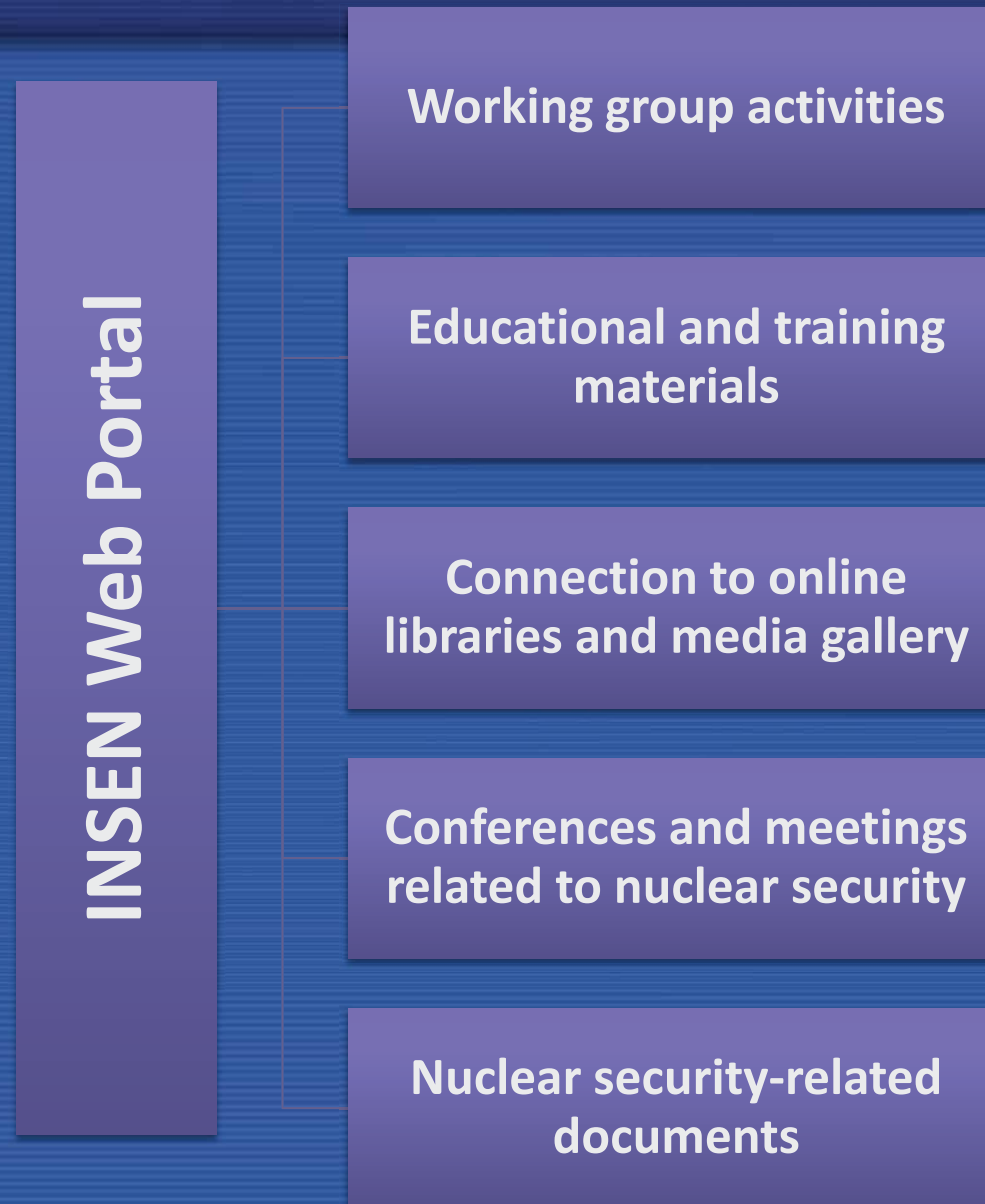 INSEN Web Portal
Working group activities
Educational and training
materials
Connection to online
libraries and media gallery
Conferences and meetings
related to nuclear security
Nuclear security-related
documents